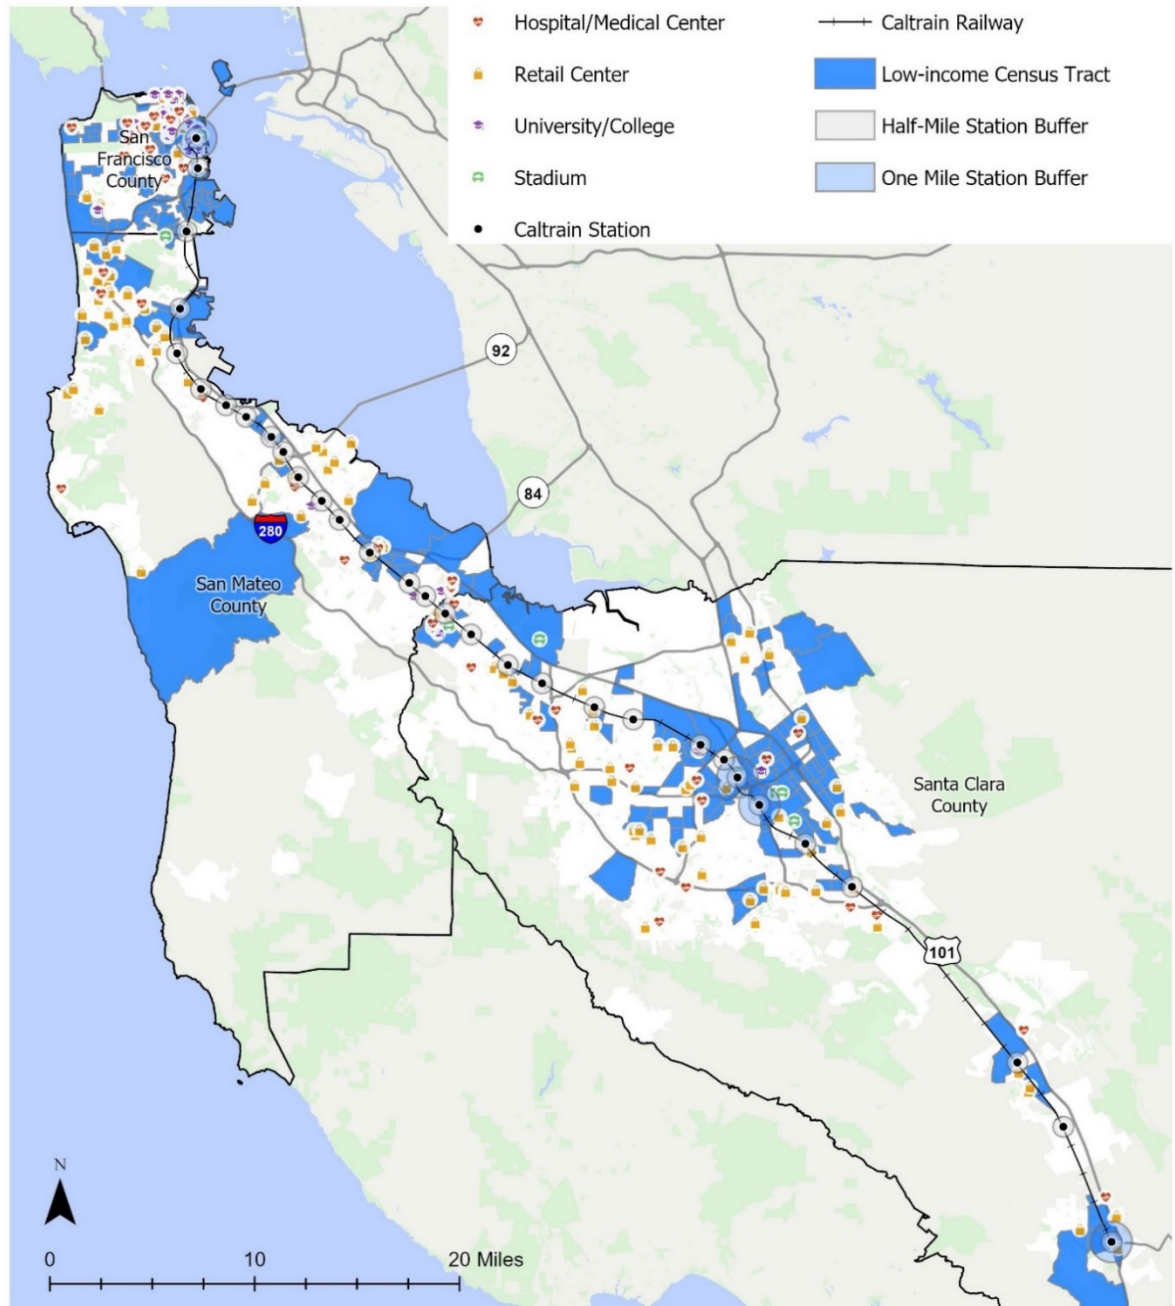 Hospital/Medical Center
Caltrain Railway
Retail Center
Low-income Census Tract
University/College
Half-Mile Station Buffer
Stadium
One Mile Station Buffer
Caltrain Station
San
Francisco
County
92
84
280
San Mateo
County
Santa Clara
County
101
N
0
10
20 Miles